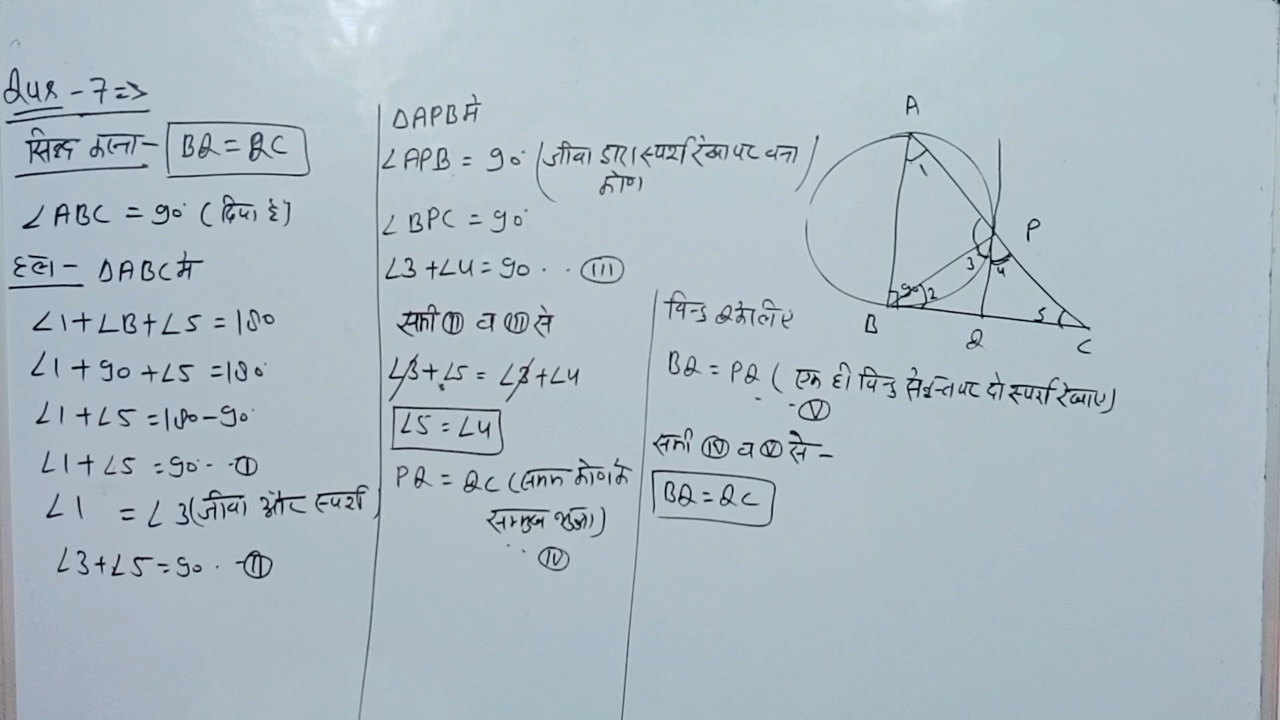 Que - 7 =>
सिद्ध करना - BQ = QC
∠ABC = 90° (दिया है)
हल - ΔABC में
∠1 + ∠B + ∠5 = 180
∠1 + 90 + ∠5 = 180°
∠1 + ∠5 = 180 - 90°
∠1 + ∠5 = 90° - - Ⓘ
∠1 = ∠3 (जीवा और स्पर्श)
∠3 + ∠5 = 90 · - Ⓘⓘ
ΔAPB में
∠APB = 90° (जीवा द्वारा स्पर्श रेखा पर बना
कोण)
∠BPC = 90°
∠3 + ∠4 = 90 · · · (III)
समी (II) व (III) से
∠3 + ∠5 = ∠3 + ∠4
∠5 = ∠4
PQ = QC (समान कोण के
सम्मुख भुजा)
· · (IV)
बिन्दु Q के लिए
BQ = PQ (एक ही बिन्दु से वृत्त पर दो स्पर्श रेखाए)
· · (V)
समी (IV) व (V) से -
BQ = QC
A
1
P
3
4
90°
2
5
B
Q
C